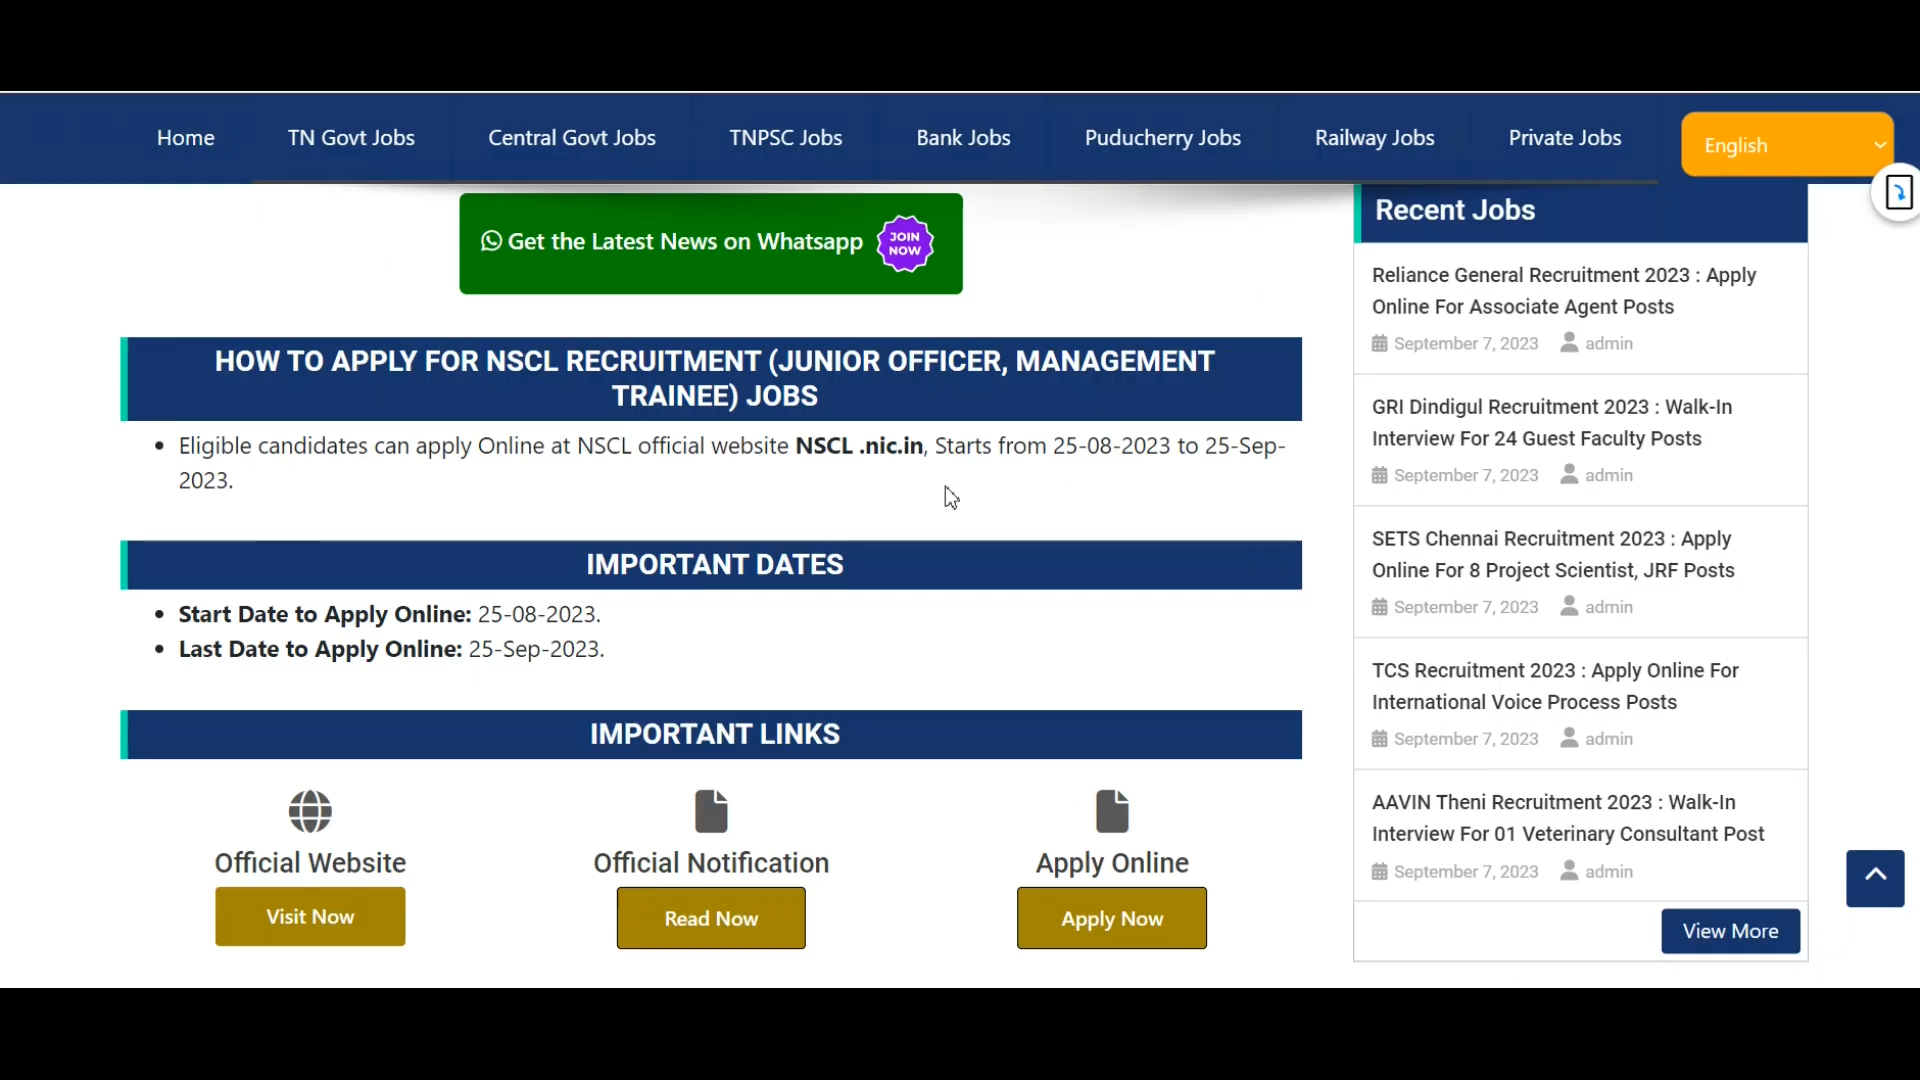 Home
TN Govt Jobs
Central Govt Jobs
TNPSC Jobs
Bank Jobs
Puducherry Jobs
Railway Jobs
Private Jobs
English
Get the Latest News on Whatsapp
JOIN
NOW
HOW TO APPLY FOR NSCL RECRUITMENT (JUNIOR OFFICER, MANAGEMENT
TRAINEE) JOBS
• Eligible candidates can apply Online at NSCL official website NSCL .nic.in, Starts from 25-08-2023 to 25-Sep-
2023.
IMPORTANT DATES
• Start Date to Apply Online: 25-08-2023.
• Last Date to Apply Online: 25-Sep-2023.
IMPORTANT LINKS
Official Website
Visit Now
Official Notification
Read Now
Apply Online
Apply Now
Recent Jobs
Reliance General Recruitment 2023 : Apply
Online For Associate Agent Posts
September 7, 2023 admin
GRI Dindigul Recruitment 2023 : Walk-In
Interview For 24 Guest Faculty Posts
September 7, 2023 admin
SETS Chennai Recruitment 2023 : Apply
Online For 8 Project Scientist, JRF Posts
September 7, 2023 admin
TCS Recruitment 2023 : Apply Online For
International Voice Process Posts
September 7, 2023 admin
AAVIN Theni Recruitment 2023 : Walk-In
Interview For 01 Veterinary Consultant Post
September 7, 2023 admin
View More